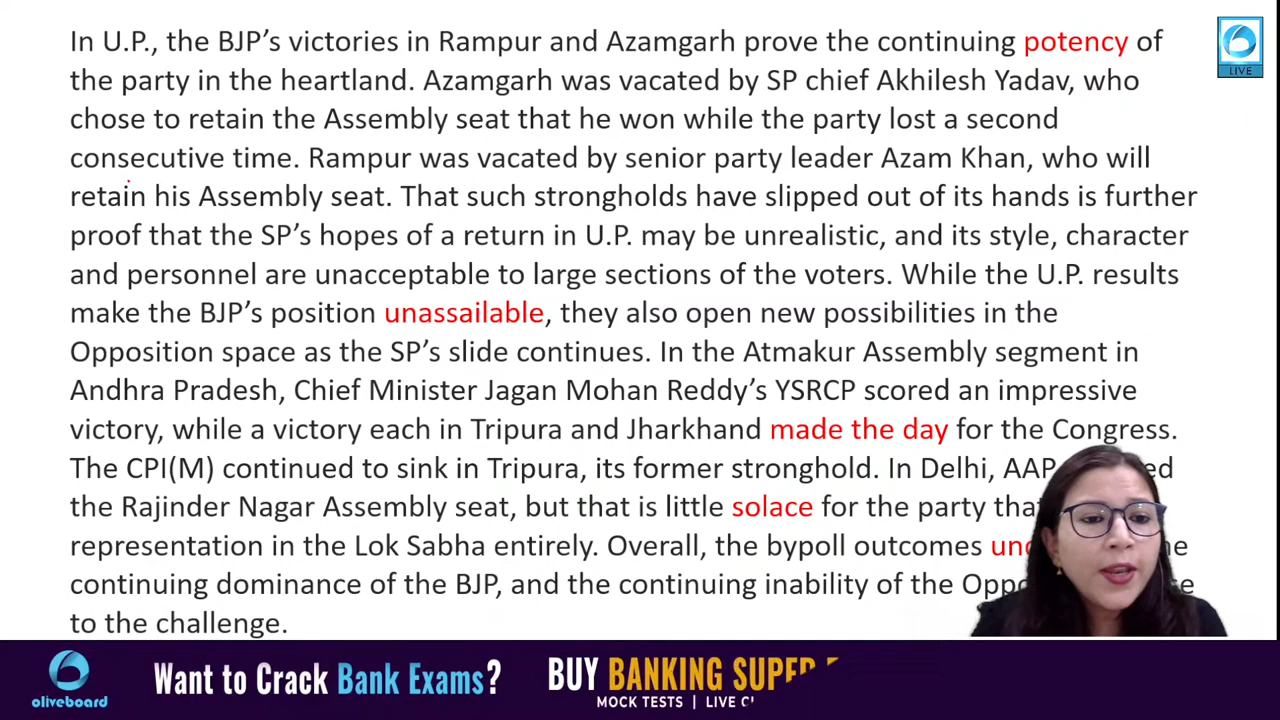 In U.P., the BJP’s victories in Rampur and Azamgarh prove the continuing potency of
the party in the heartland. Azamgarh was vacated by SP chief Akhilesh Yadav, who
chose to retain the Assembly seat that he won while the party lost a second
consecutive time. Rampur was vacated by senior party leader Azam Khan, who will
retain his Assembly seat. That such strongholds have slipped out of its hands is further
proof that the SP’s hopes of a return in U.P. may be unrealistic, and its style, character
and personnel are unacceptable to large sections of the voters. While the U.P. results
make the BJP’s position unassailable, they also open new possibilities in the
Opposition space as the SP’s slide continues. In the Atmakur Assembly segment in
Andhra Pradesh, Chief Minister Jagan Mohan Reddy’s YSRCP scored an impressive
victory, while a victory each in Tripura and Jharkhand made the day for the Congress.
The CPI(M) continued to sink in Tripura, its former stronghold. In Delhi, AAP
the Rajinder Nagar Assembly seat, but that is little solace for the party that
representation in the Lok Sabha entirely. Overall, the bypoll outcomes
continuing dominance of the BJP, and the continuing inability of the
to the challenge.
LIVE
oliveboard
Want to Crack Bank Exams?
BUY BANKING SUPER
MOCK TESTS | LIVE